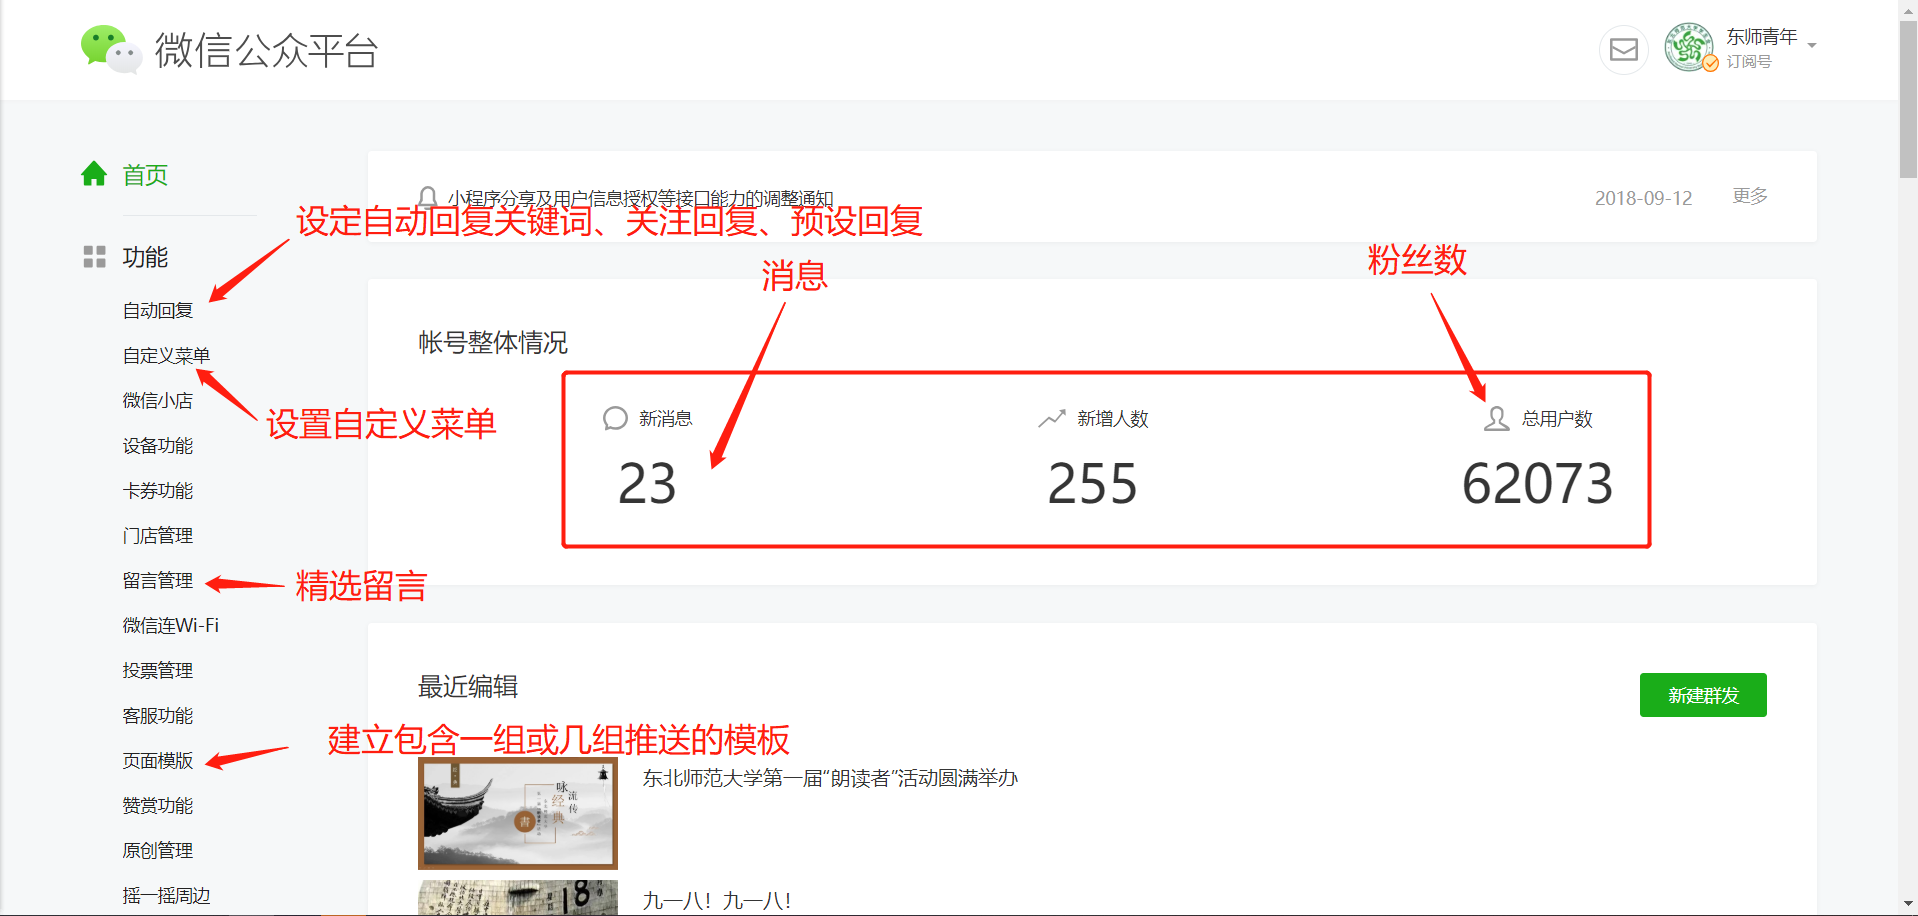 微信公众平台
东师青年
订阅号
首页
小程序分享及用户信息授权等接口能力的调整通知
2018-09-12
更多
设定自动回复关键词、关注回复、预设回复
功能
消息
粉丝数
自动回复
帐号整体情况
自定义菜单
微信小店
设置自定义菜单
新消息
新增人数
总用户数
设备功能
23
255
62073
卡券功能
门店管理
留言管理
精选留言
微信连Wi-Fi
投票管理
最近编辑
新建群发
客服功能
建立包含一组或几组推送的模板
页面模版
东北师范大学第一届“朗读者”活动圆满举办
咏
流
传
经
典
書
赞赏功能
原创管理
摇一摇周边
18
九一八！九一八！